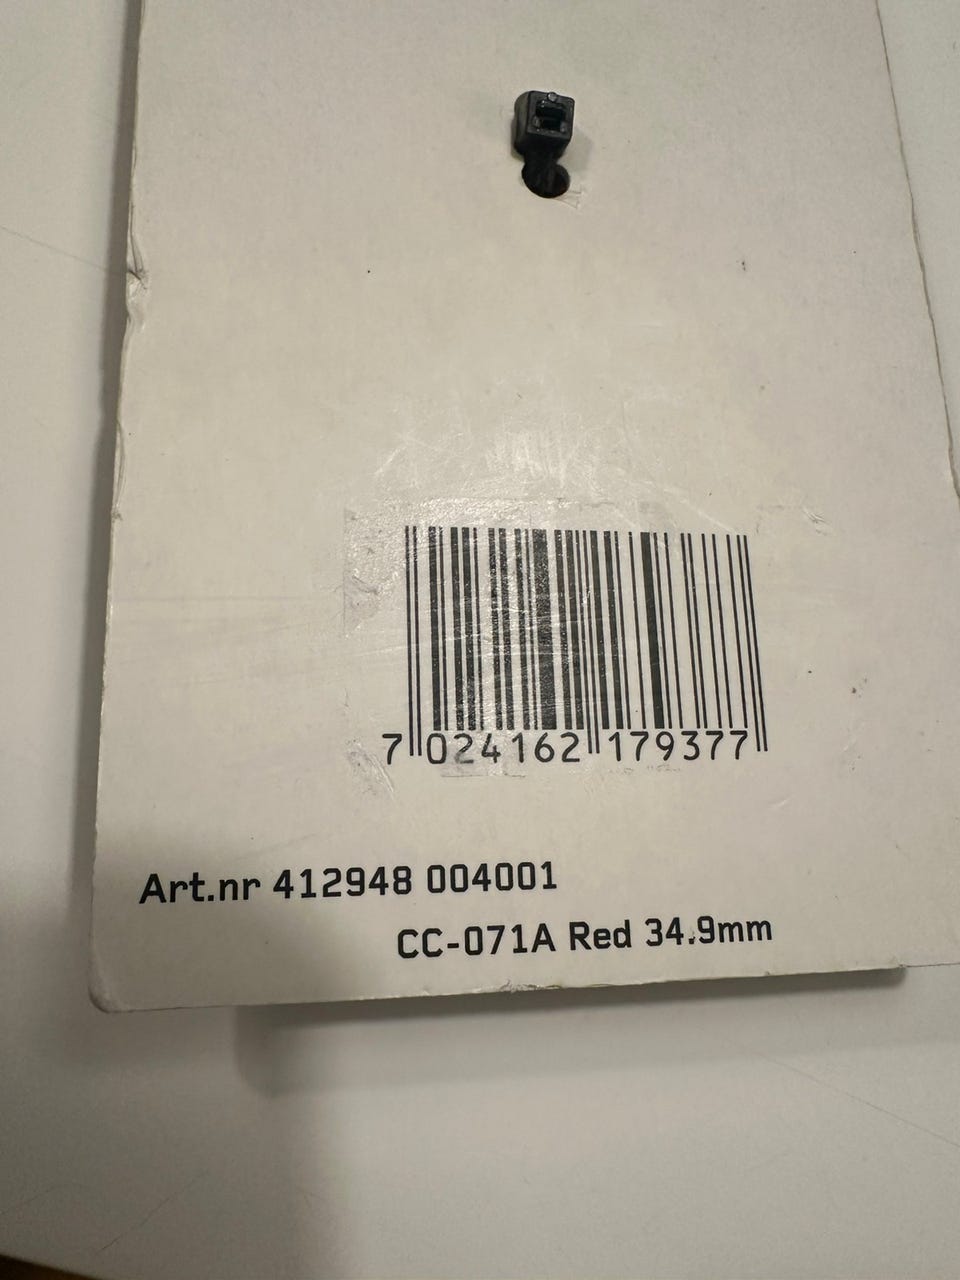 7 024162 179377
Art.nr 412948 004001
CC-071A Red 34.9mm